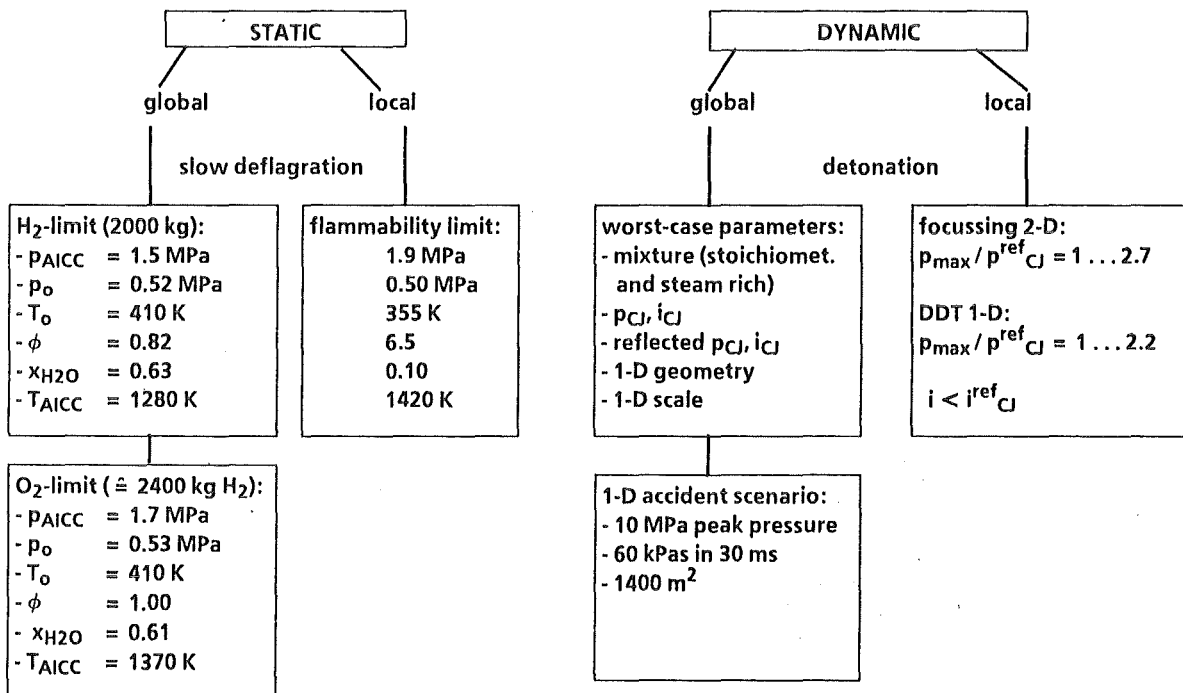 STATIC
global
local
slow deflagration
H2-limit (2000 kg):
- pAICC = 1.5 MPa
- po = 0.52 MPa
- To = 410 K
- ϕ = 0.82
- xH2O = 0.63
- TAICC = 1280 K
flammability limit:
1.9 MPa
0.50 MPa
355 K
6.5
0.10
1420 K
O2-limit (≙ 2400 kg H2):
- pAICC = 1.7 MPa
- po = 0.53 MPa
- To = 410 K
- ϕ = 1.00
- xH2O = 0.61
- TAICC = 1370 K
DYNAMIC
global
local
detonation
worst-case parameters:
- mixture (stoichiomet.
and steam rich)
- pCJ, iCJ
- reflected pCJ, iCJ
- 1-D geometry
- 1-D scale
focussing 2-D:
pmax / p^ref CJ = 1 . . . 2.7
DDT 1-D:
pmax / p^ref CJ = 1 . . . 2.2
i < i^ref CJ
1-D accident scenario:
- 10 MPa peak pressure
- 60 kPas in 30 ms
- 1400 m²